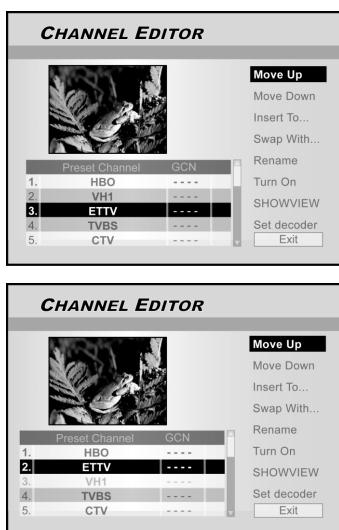 CHANNEL EDITOR
Preset Channel GCN
1. HBO - - - -
2. VH1 - - - -
3. ETTV - - - -
4. TVBS - - - -
5. CTV - - - -
Move Up
Move Down
Insert To...
Swap With...
Rename
Turn On
SHOWVIEW
Set decoder
Exit
CHANNEL EDITOR
Preset Channel GCN
1. HBO - - - -
2. ETTV - - - -
3. VH1 - - - -
4. TVBS - - - -
5. CTV - - - -
Move Up
Move Down
Insert To...
Swap With...
Rename
Turn On
SHOWVIEW
Set decoder
Exit